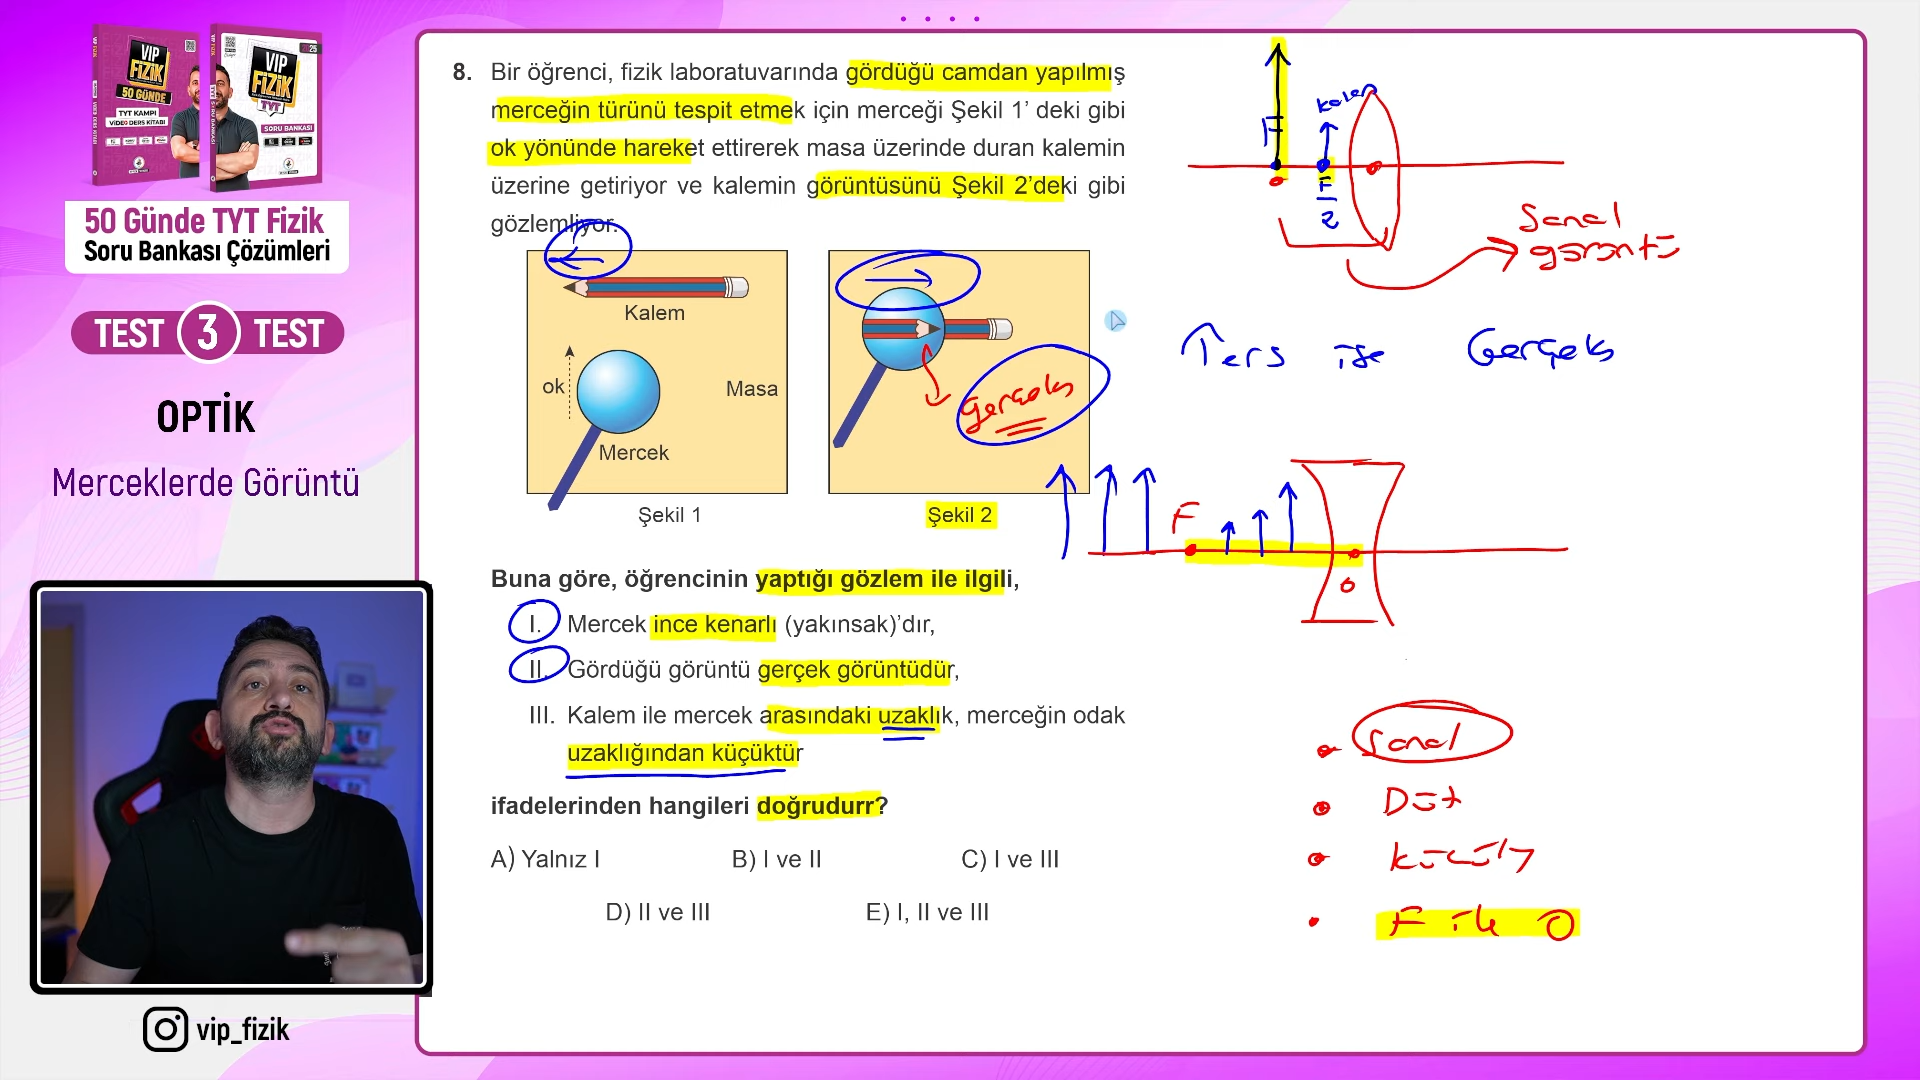 VIP
FİZİK
50 GÜNDE
TYT KAMPI
VİDEO DERS KİTABI
2025
VIP
FİZİK
TYT
SORU BANKASI
50 Günde TYT Fizik
Soru Bankası Çözümleri
TEST 3 TEST
OPTİK
Merceklerde Görüntü
vip_fizik
8. Bir öğrenci, fizik laboratuvarında gördüğü camdan yapılmış
merceğin türünü tespit etmek için merceği Şekil 1' deki gibi
ok yönünde hareket ettirerek masa üzerinde duran kalemin
üzerine getiriyor ve kalemin görüntüsünü Şekil 2'deki gibi
gözlemliyor.
Kalem
ok
Masa
Mercek
Şekil 1
Gerçek
Şekil 2
Buna göre, öğrencinin yaptığı gözlem ile ilgili,
I. Mercek ince kenarlı (yakınsak)'dır,
II. Gördüğü görüntü gerçek görüntüdür,
III. Kalem ile mercek arasındaki uzaklık, merceğin odak
uzaklığından küçüktür
ifadelerinden hangileri doğrudurr?
A) Yalnız I B) I ve II C) I ve III
D) II ve III E) I, II ve III
kalem
F
F
2
Sanal
görüntü
Ters ise Gerçek
F
O
Sanal
Düz
Küçük
F ile O